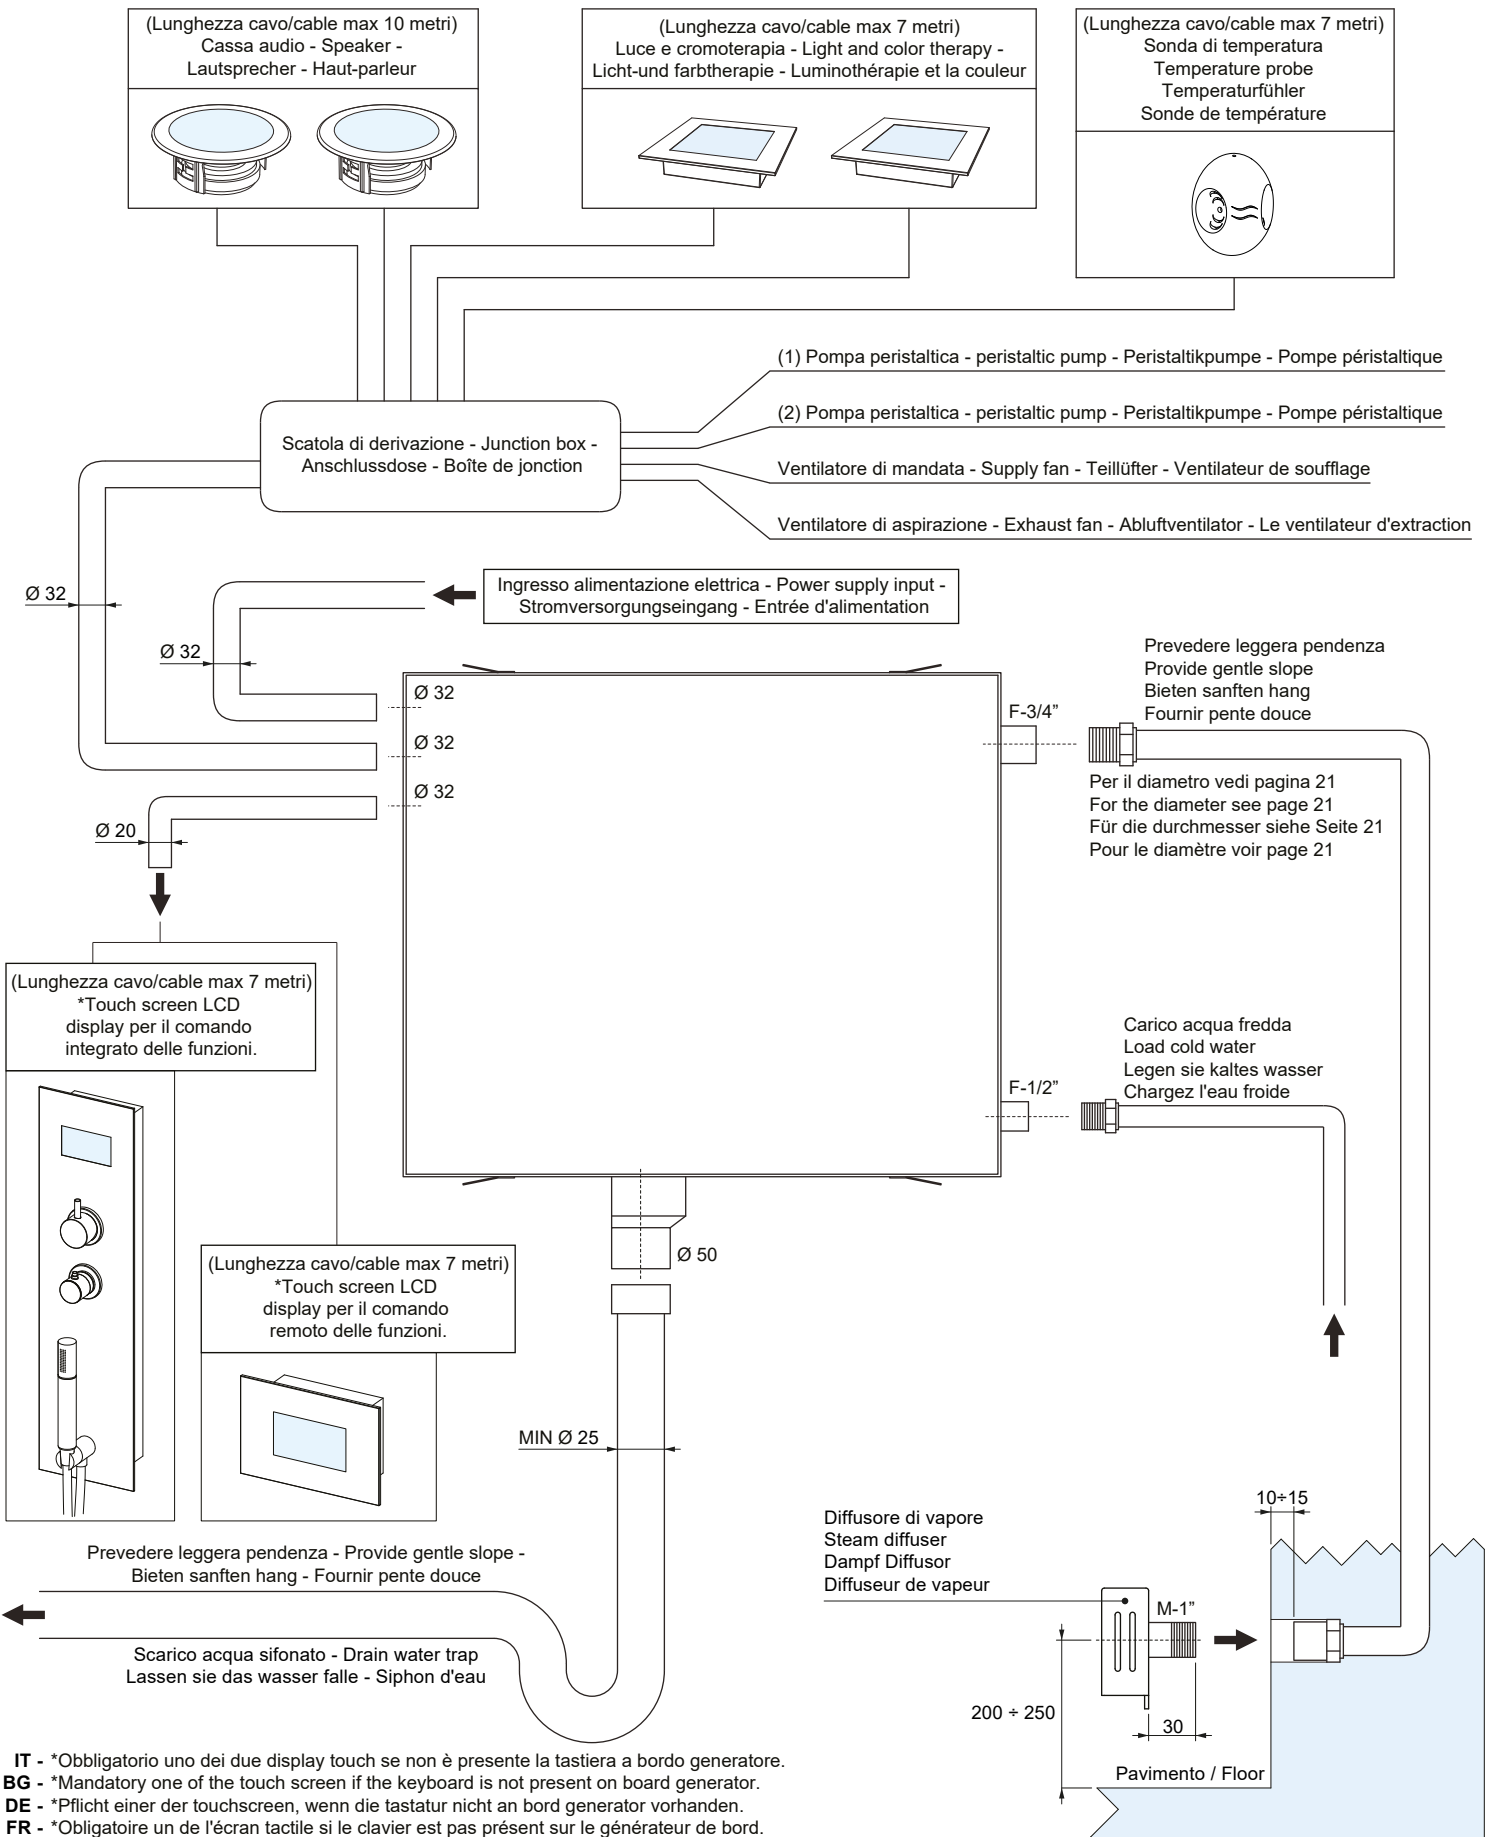 (Lunghezza cavo/cable max 10 metri)
Cassa audio - Speaker -
Lautsprecher - Haut-parleur
(Lunghezza cavo/cable max 7 metri)
Luce e cromoterapia - Light and color therapy -
Licht-und farbtherapie - Luminothérapie et la couleur
(Lunghezza cavo/cable max 7 metri)
Sonda di temperatura
Temperature probe
Temperaturfühler
Sonde de température
(1) Pompa peristaltica - peristaltic pump - Peristaltikpumpe - Pompe péristaltique
(2) Pompa peristaltica - peristaltic pump - Peristaltikpumpe - Pompe péristaltique
Scatola di derivazione - Junction box -
Anschlussdose - Boîte de jonction
Ventilatore di mandata - Supply fan - Teillüfter - Ventilateur de soufflage
Ventilatore di aspirazione - Exhaust fan - Abluftventilator - Le ventilateur d'extraction
Ø 32
Ingresso alimentazione elettrica - Power supply input -
Stromversorgungseingang - Entrée d'alimentation
Ø 32
Ø 32
Ø 32
Ø 32
Ø 20
F-3/4”
Prevedere leggera pendenza
Provide gentle slope
Bieten sanften hang
Fournir pente douce
Per il diametro vedi pagina 21
For the diameter see page 21
Für die durchmesser siehe Seite 21
Pour le diamètre voir page 21
(Lunghezza cavo/cable max 7 metri)
*Touch screen LCD
display per il comando
integrato delle funzioni.
Carico acqua fredda
Load cold water
Legen sie kaltes wasser
Chargez l'eau froide
F-1/2”
Ø 50
(Lunghezza cavo/cable max 7 metri)
*Touch screen LCD
display per il comando
remoto delle funzioni.
MIN Ø 25
Prevedere leggera pendenza - Provide gentle slope -
Bieten sanften hang - Fournir pente douce
Scarico acqua sifonato - Drain water trap
Lassen sie das wasser falle - Siphon d'eau
Diffusore di vapore
Steam diffuser
Dampf Diffusor
Diffuseur de vapeur
10÷15
M-1”
200 ÷ 250
30
Pavimento / Floor
IT - *Obbligatorio uno dei due display touch se non è presente la tastiera a bordo generatore.
BG - *Mandatory one of the touch screen if the keyboard is not present on board generator.
DE - *Pflicht einer der touchscreen, wenn die tastatur nicht an bord generator vorhanden.
FR - *Obligatoire un de l'écran tactile si le clavier est pas présent sur le générateur de bord.